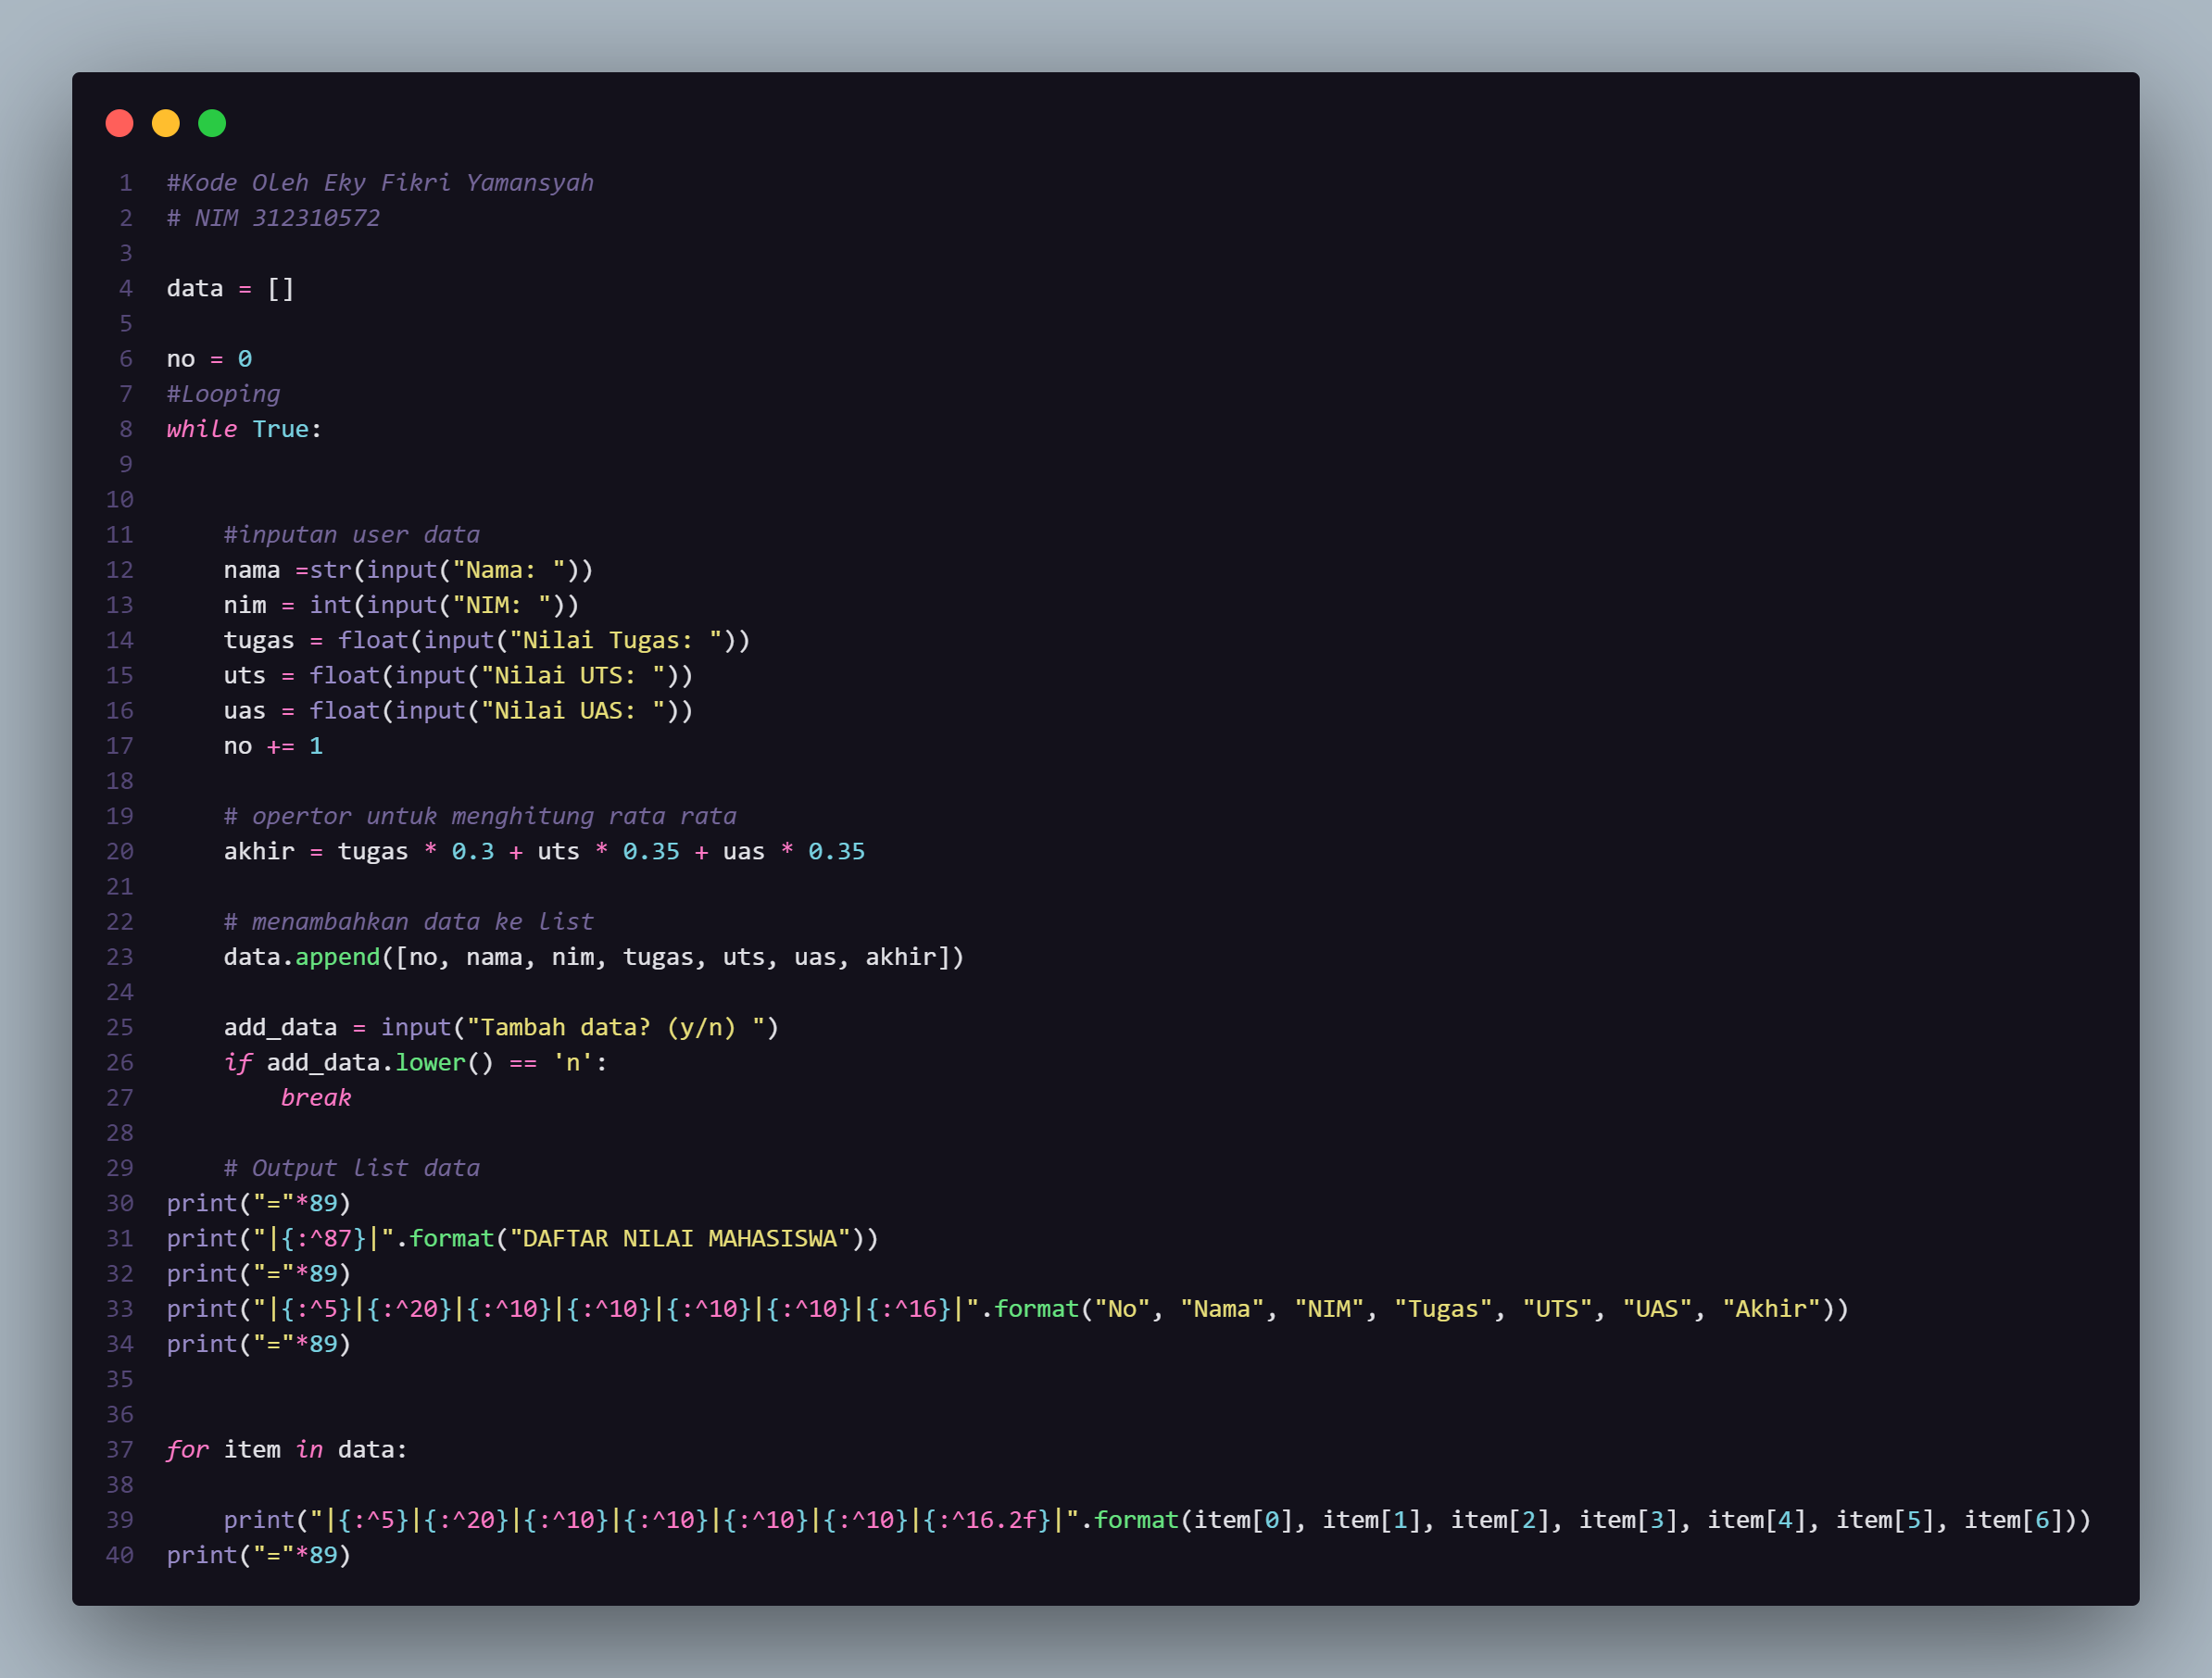 1 #Kode Oleh Eky Fikri Yamansyah
2 # NIM 312310572
3
4 data = []
5
6 no = 0
7 #Looping
8 while True:
9
10
11     #inputan user data
12     nama =str(input("Nama: "))
13     nim = int(input("NIM: "))
14     tugas = float(input("Nilai Tugas: "))
15     uts = float(input("Nilai UTS: "))
16     uas = float(input("Nilai UAS: "))
17     no += 1
18
19     # opertor untuk menghitung rata rata
20     akhir = tugas * 0.3 + uts * 0.35 + uas * 0.35
21
22     # menambahkan data ke list
23     data.append([no, nama, nim, tugas, uts, uas, akhir])
24
25     add_data = input("Tambah data? (y/n) ")
26     if add_data.lower() == 'n':
27         break
28
29     # Output list data
30 print("="*89)
31 print("|{:^87}|".format("DAFTAR NILAI MAHASISWA"))
32 print("="*89)
33 print("|{:^5}|{:^20}|{:^10}|{:^10}|{:^10}|{:^10}|{:^16}|".format("No", "Nama", "NIM", "Tugas", "UTS", "UAS", "Akhir"))
34 print("="*89)
35
36
37 for item in data:
38
39     print("|{:^5}|{:^20}|{:^10}|{:^10}|{:^10}|{:^10}|{:^16.2f}|".format(item[0], item[1], item[2], item[3], item[4], item[5], item[6]))
40 print("="*89)